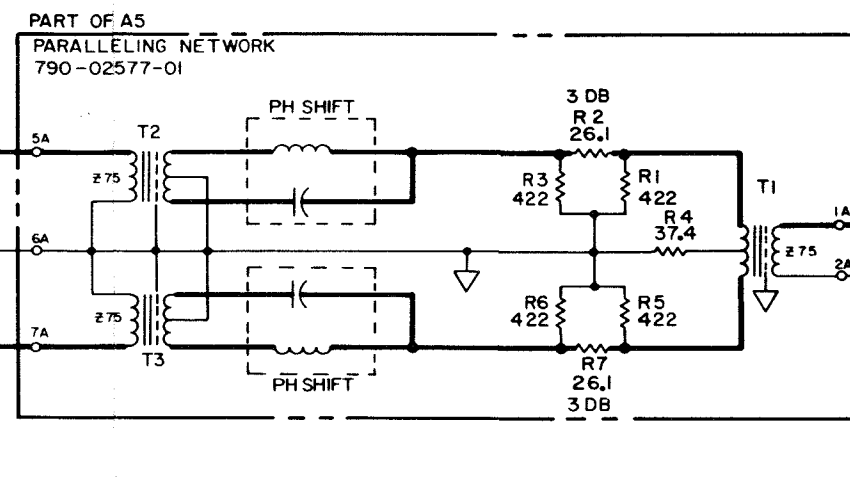 PART OF A5
PARALLELING NETWORK
790-02577-01
PH SHIFT
3 DB
R2
26.1
5A
T2
Z 75
R3
422
R1
422
R4
37.4
T1
1A
6A
Z 75
2A
Z 75
R6
422
R5
422
7A
T3
PH SHIFT
R7
26.1
3 DB